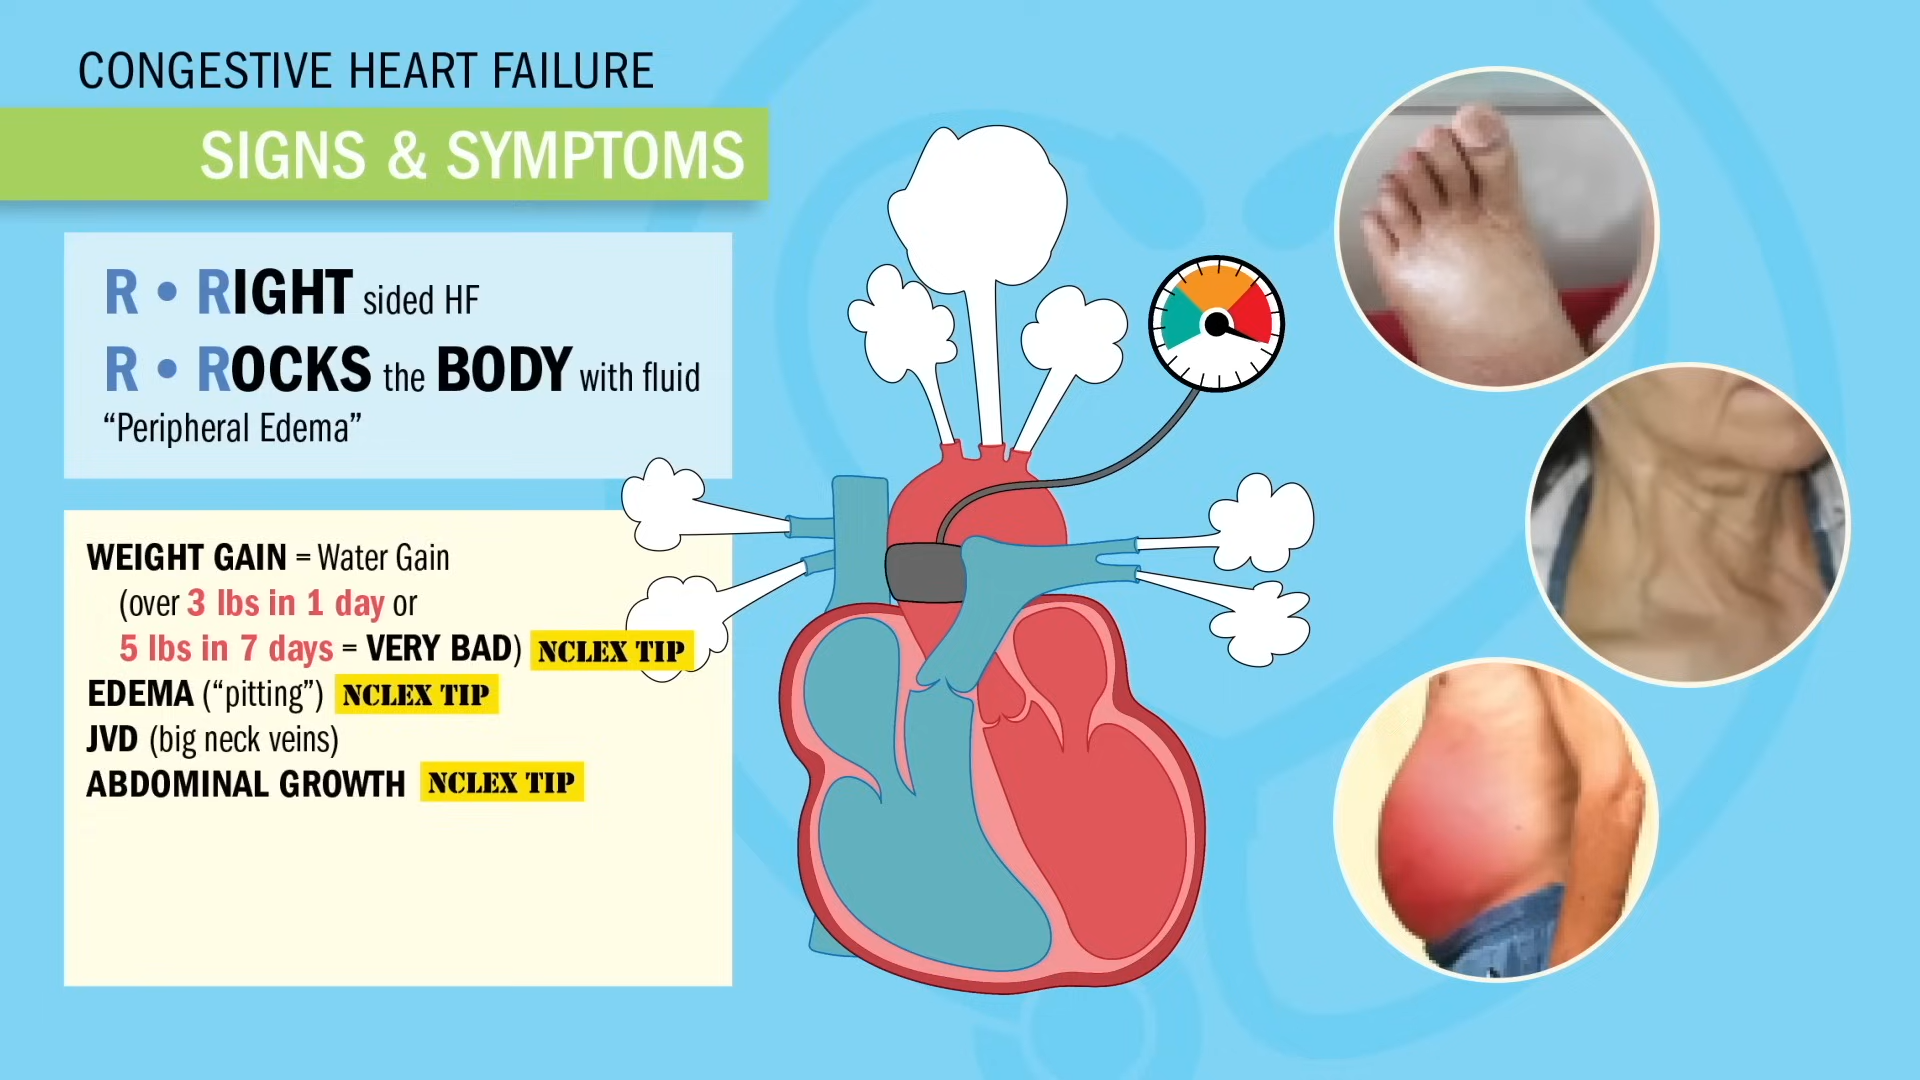 CONGESTIVE HEART FAILURE
SIGNS & SYMPTOMS
R • RIGHT sided HF
R • ROCKS the BODY with fluid
“Peripheral Edema”
WEIGHT GAIN = Water Gain
(over 3 lbs in 1 day or
5 lbs in 7 days = VERY BAD) NCLEX TIP
EDEMA (“pitting”) NCLEX TIP
JVD (big neck veins)
ABDOMINAL GROWTH NCLEX TIP